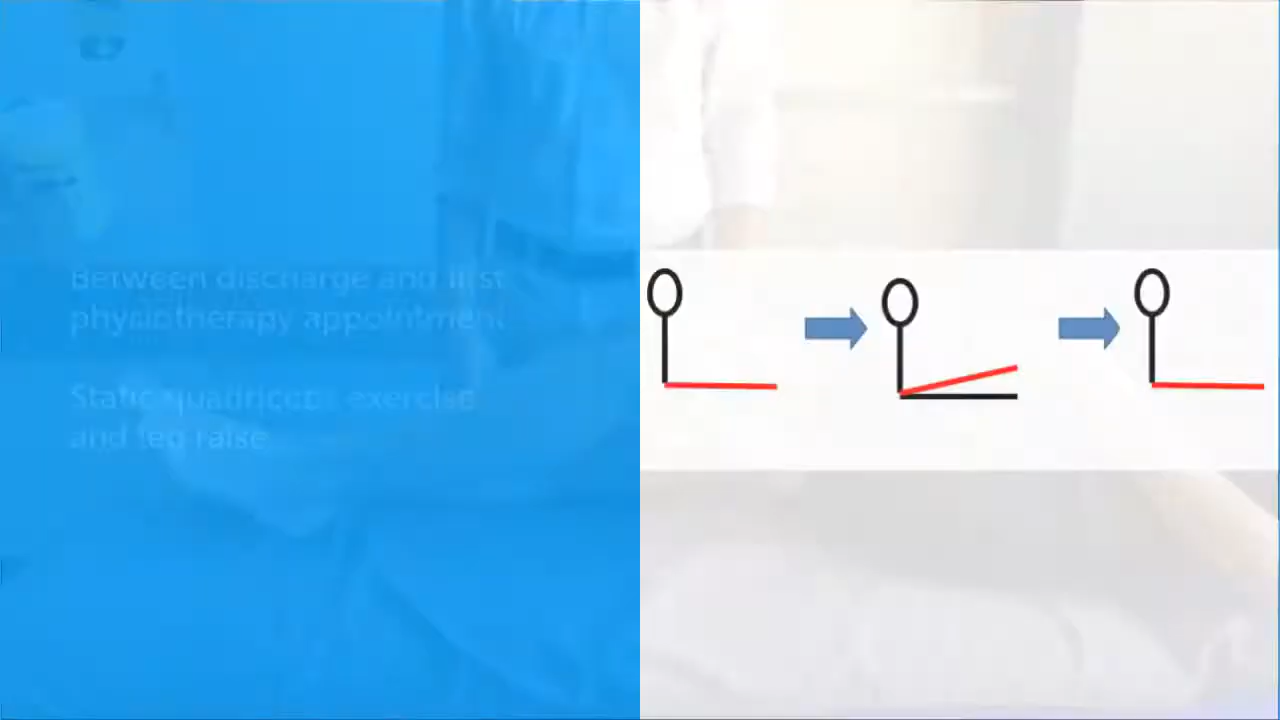 Between discharge and first
physiotherapy appointment
Static quadriceps exercise
and leg raise